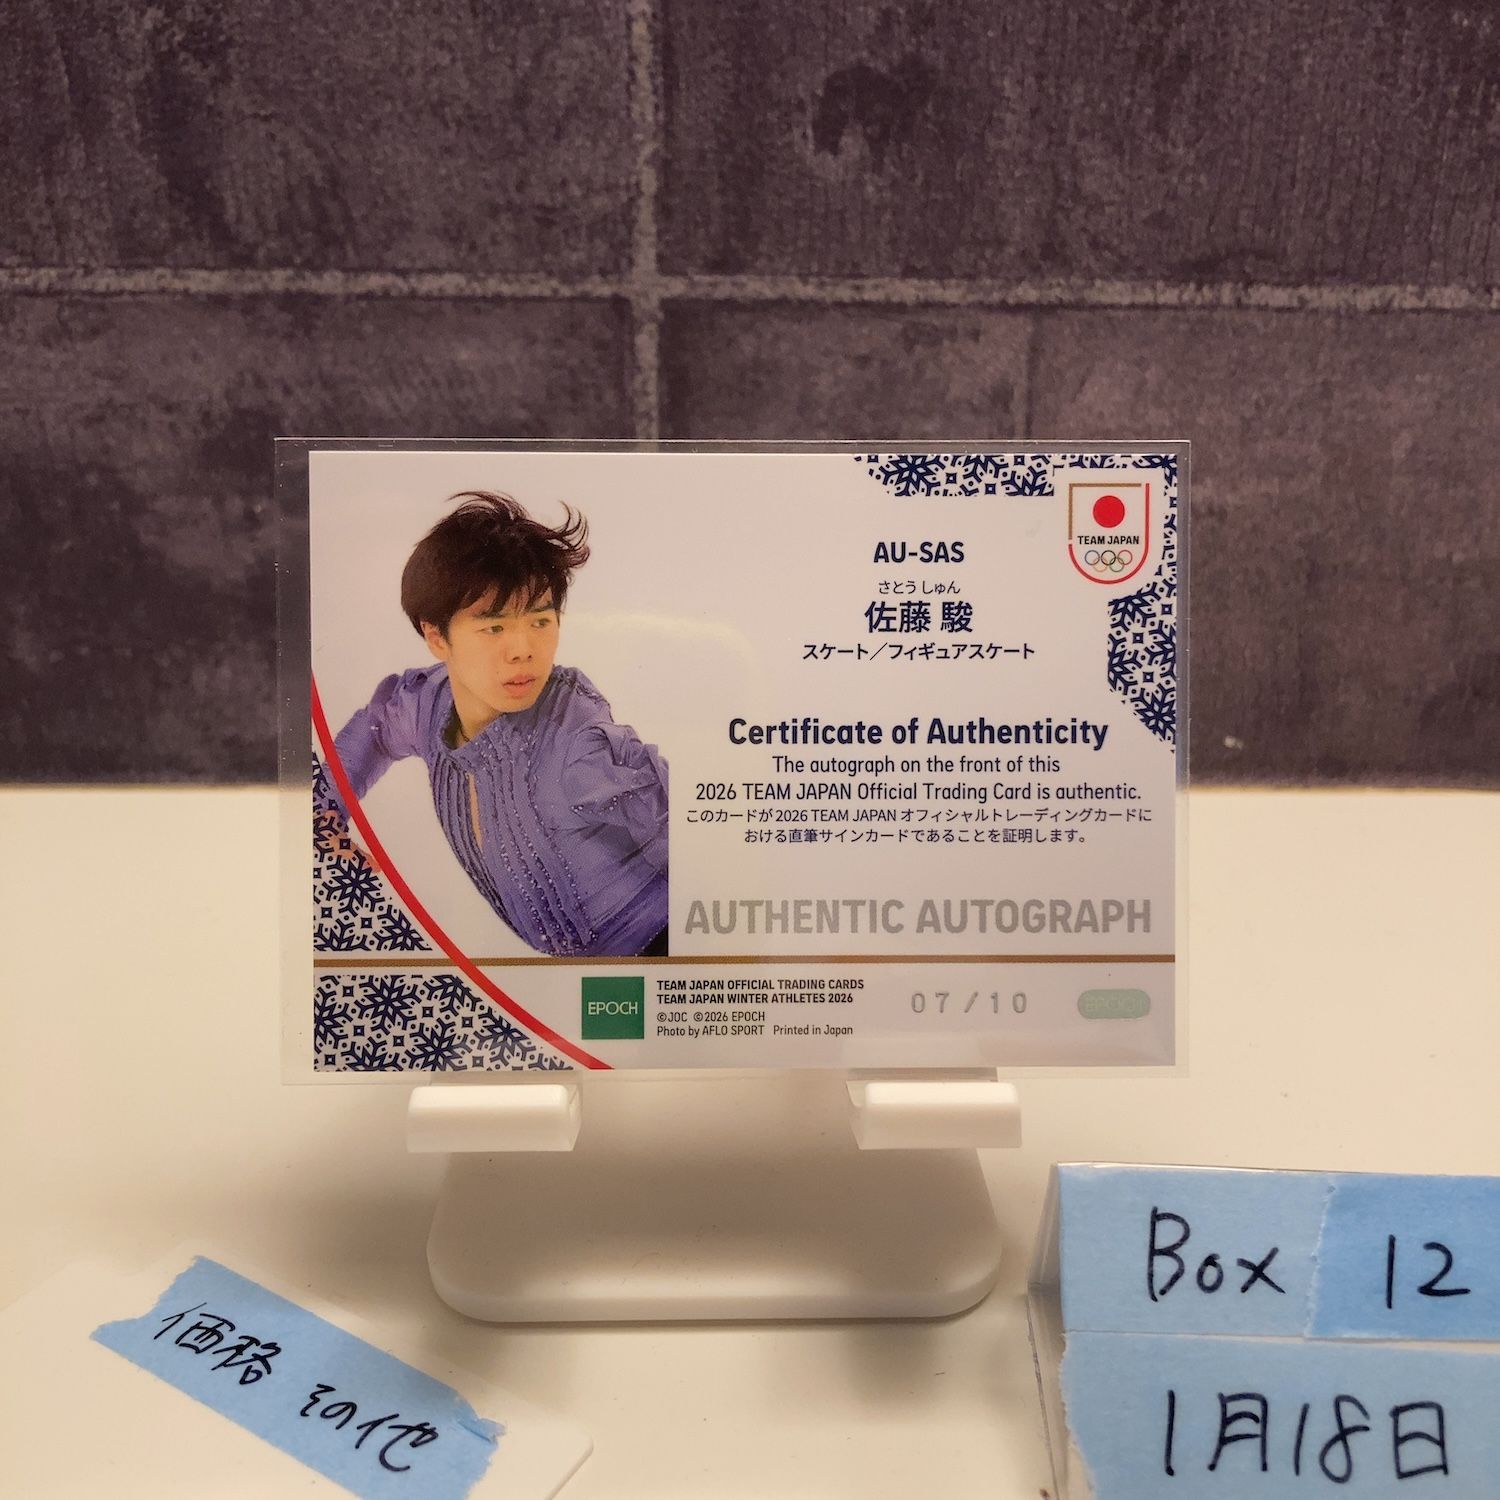 TEAM JAPAN
AU-SAS
さとう しゅん
佐藤 駿
スケート／フィギュアスケート
Certificate of Authenticity
The autograph on the front of this
2026 TEAM JAPAN Official Trading Card is authentic.
このカードが2026 TEAM JAPAN オフィシャルトレーディングカードに
おける直筆サインカードであることを証明します。
AUTHENTIC AUTOGRAPH
EPOCH
TEAM JAPAN OFFICIAL TRADING CARDS
TEAM JAPAN WINTER ATHLETES 2026
©JOC ©2026 EPOCH
Photo by AFLO SPORT Printed in Japan
07/10
EPOCH
Box 12
1月18日
価格 その他